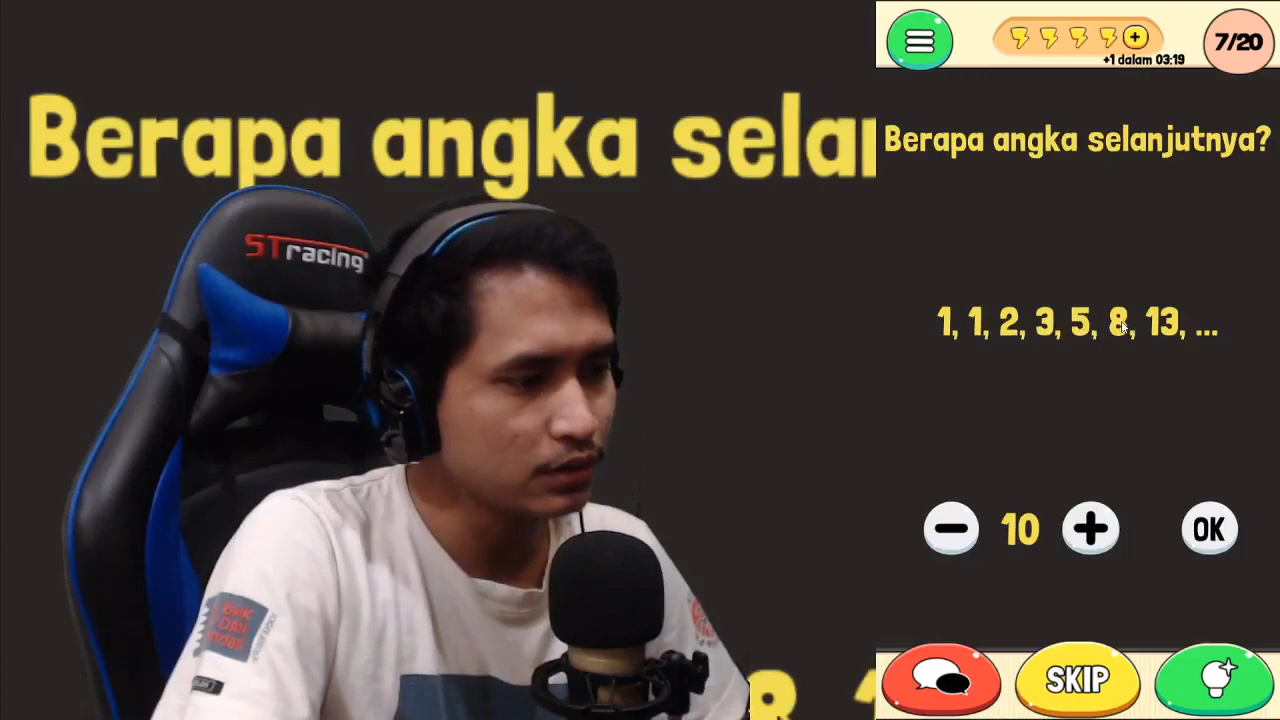 7/20
+1 dalam 03:19
Berapa angka selan
Berapa angka selanjutnya?
STracing
1, 1, 2, 3, 5, 8, 13, ...
10
OK
SKIP
8,